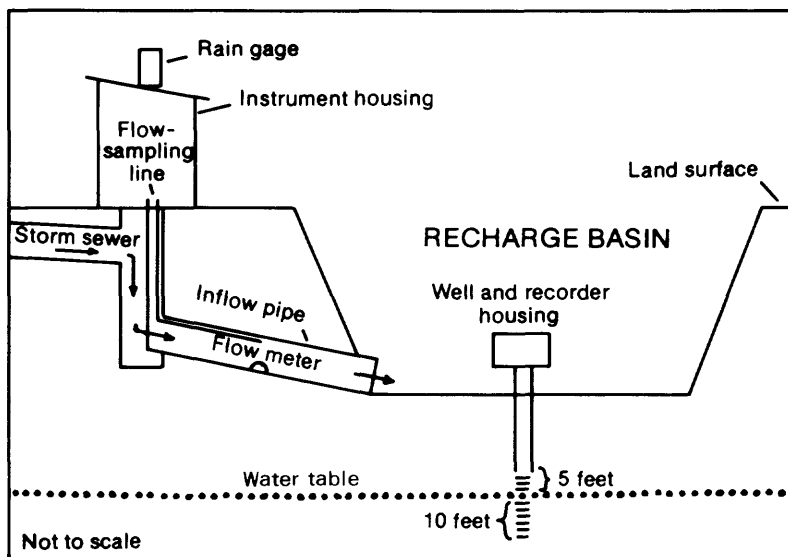 Rain gage
Instrument housing
Flow-
sampling
line
Land surface
Storm sewer
RECHARGE BASIN
Well and recorder
housing
Inflow pipe
Flow meter
Water table
5 feet
10 feet
Not to scale